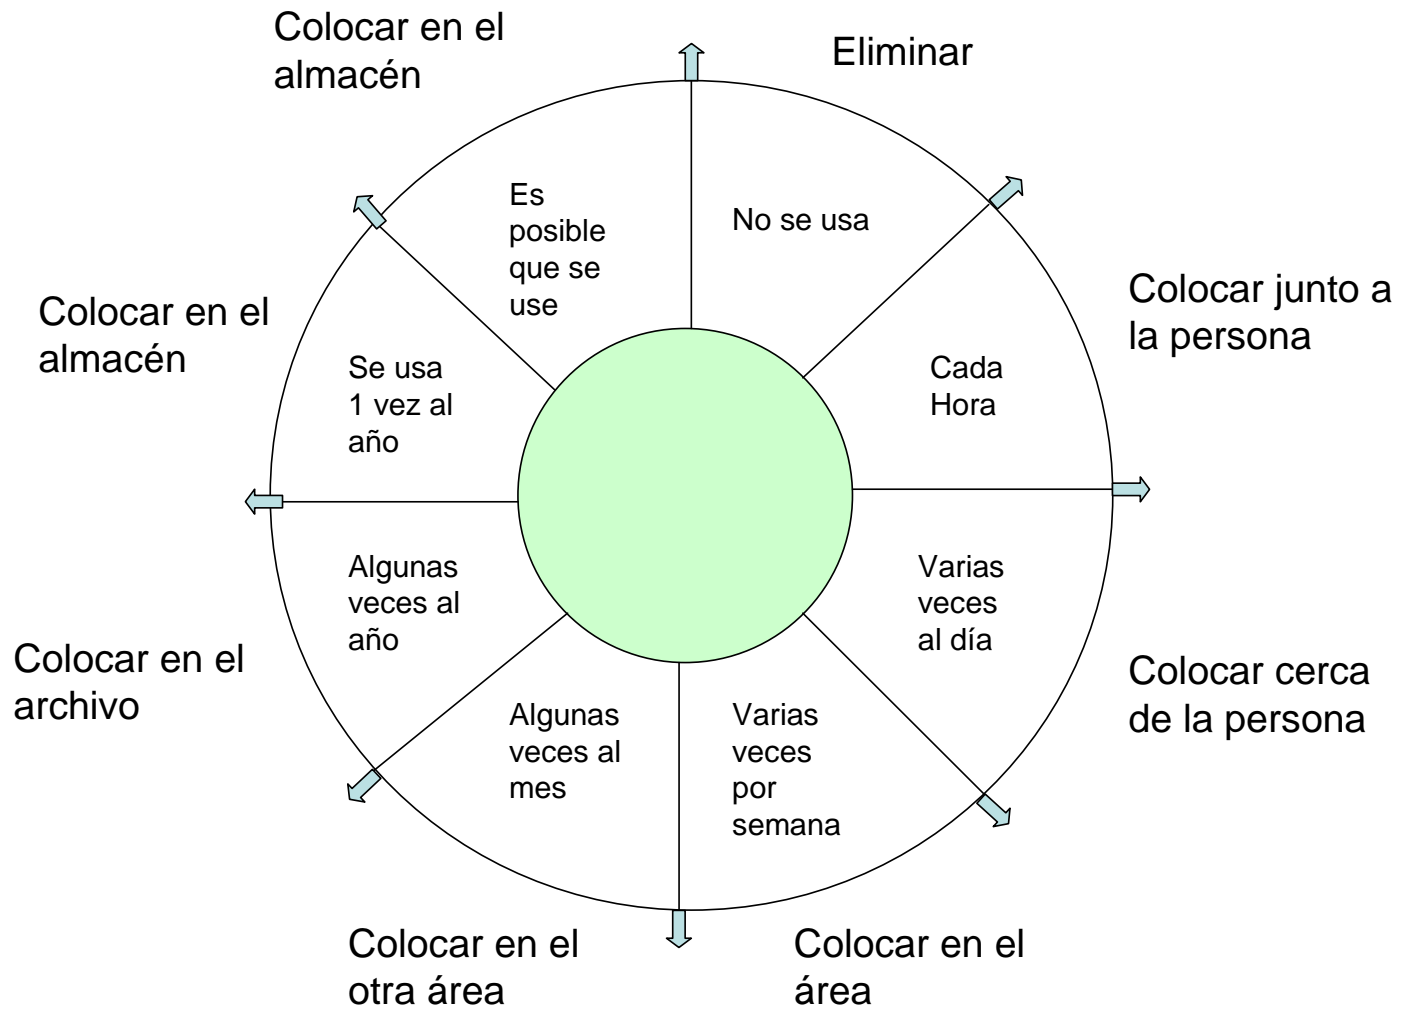 Colocar en el
almacén
Eliminar
Es
posible
que se
use
No se usa
Colocar junto a
la persona
Colocar en el
almacén
Se usa
1 vez al
año
Cada
Hora
Algunas
veces al
año
Varias
veces
al día
Colocar en el
archivo
Colocar cerca
de la persona
Algunas
veces al
mes
Varias
veces
por
semana
Colocar en el
otra área
Colocar en el
área